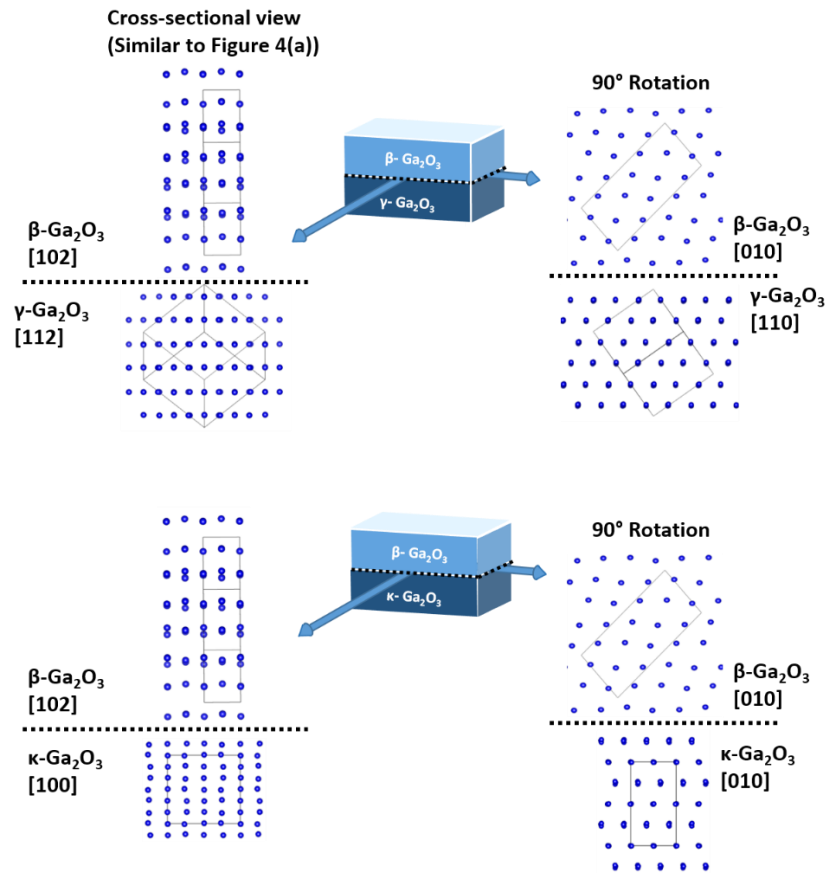 Cross-sectional view
(Similar to Figure 4(a))
90° Rotation
β- Ga₂O₃
γ- Ga₂O₃
β-Ga₂O₃
[102]
β-Ga₂O₃
[010]
γ-Ga₂O₃
[112]
γ-Ga₂O₃
[110]
90° Rotation
β- Ga₂O₃
κ- Ga₂O₃
β-Ga₂O₃
[102]
β-Ga₂O₃
[010]
κ-Ga₂O₃
[100]
κ-Ga₂O₃
[010]